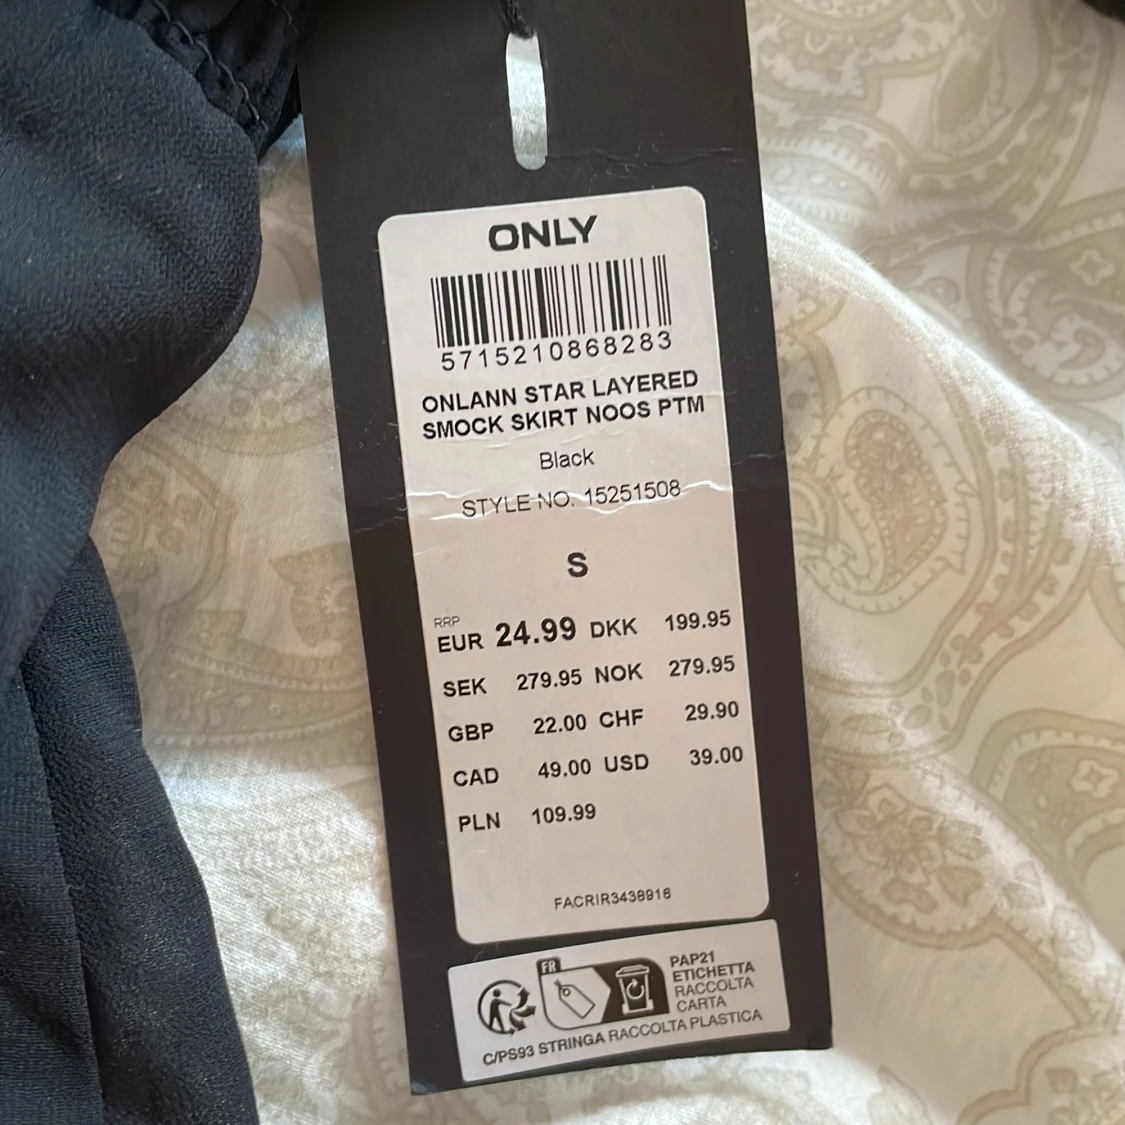 ONLY
5715210868283
ONLANN STAR LAYERED
SMOCK SKIRT NOOS PTM
Black
STYLE NO. 15251508
S
RRP
EUR 24.99 DKK 199.95
SEK 279.95 NOK 279.95
GBP 22.00 CHF 29.90
CAD 49.00 USD 39.00
PLN 109.99
FACRIR3438916
FR
PAP21
ETICHETTA
RACCOLTA
CARTA
C/PS93 STRINGA RACCOLTA PLASTICA